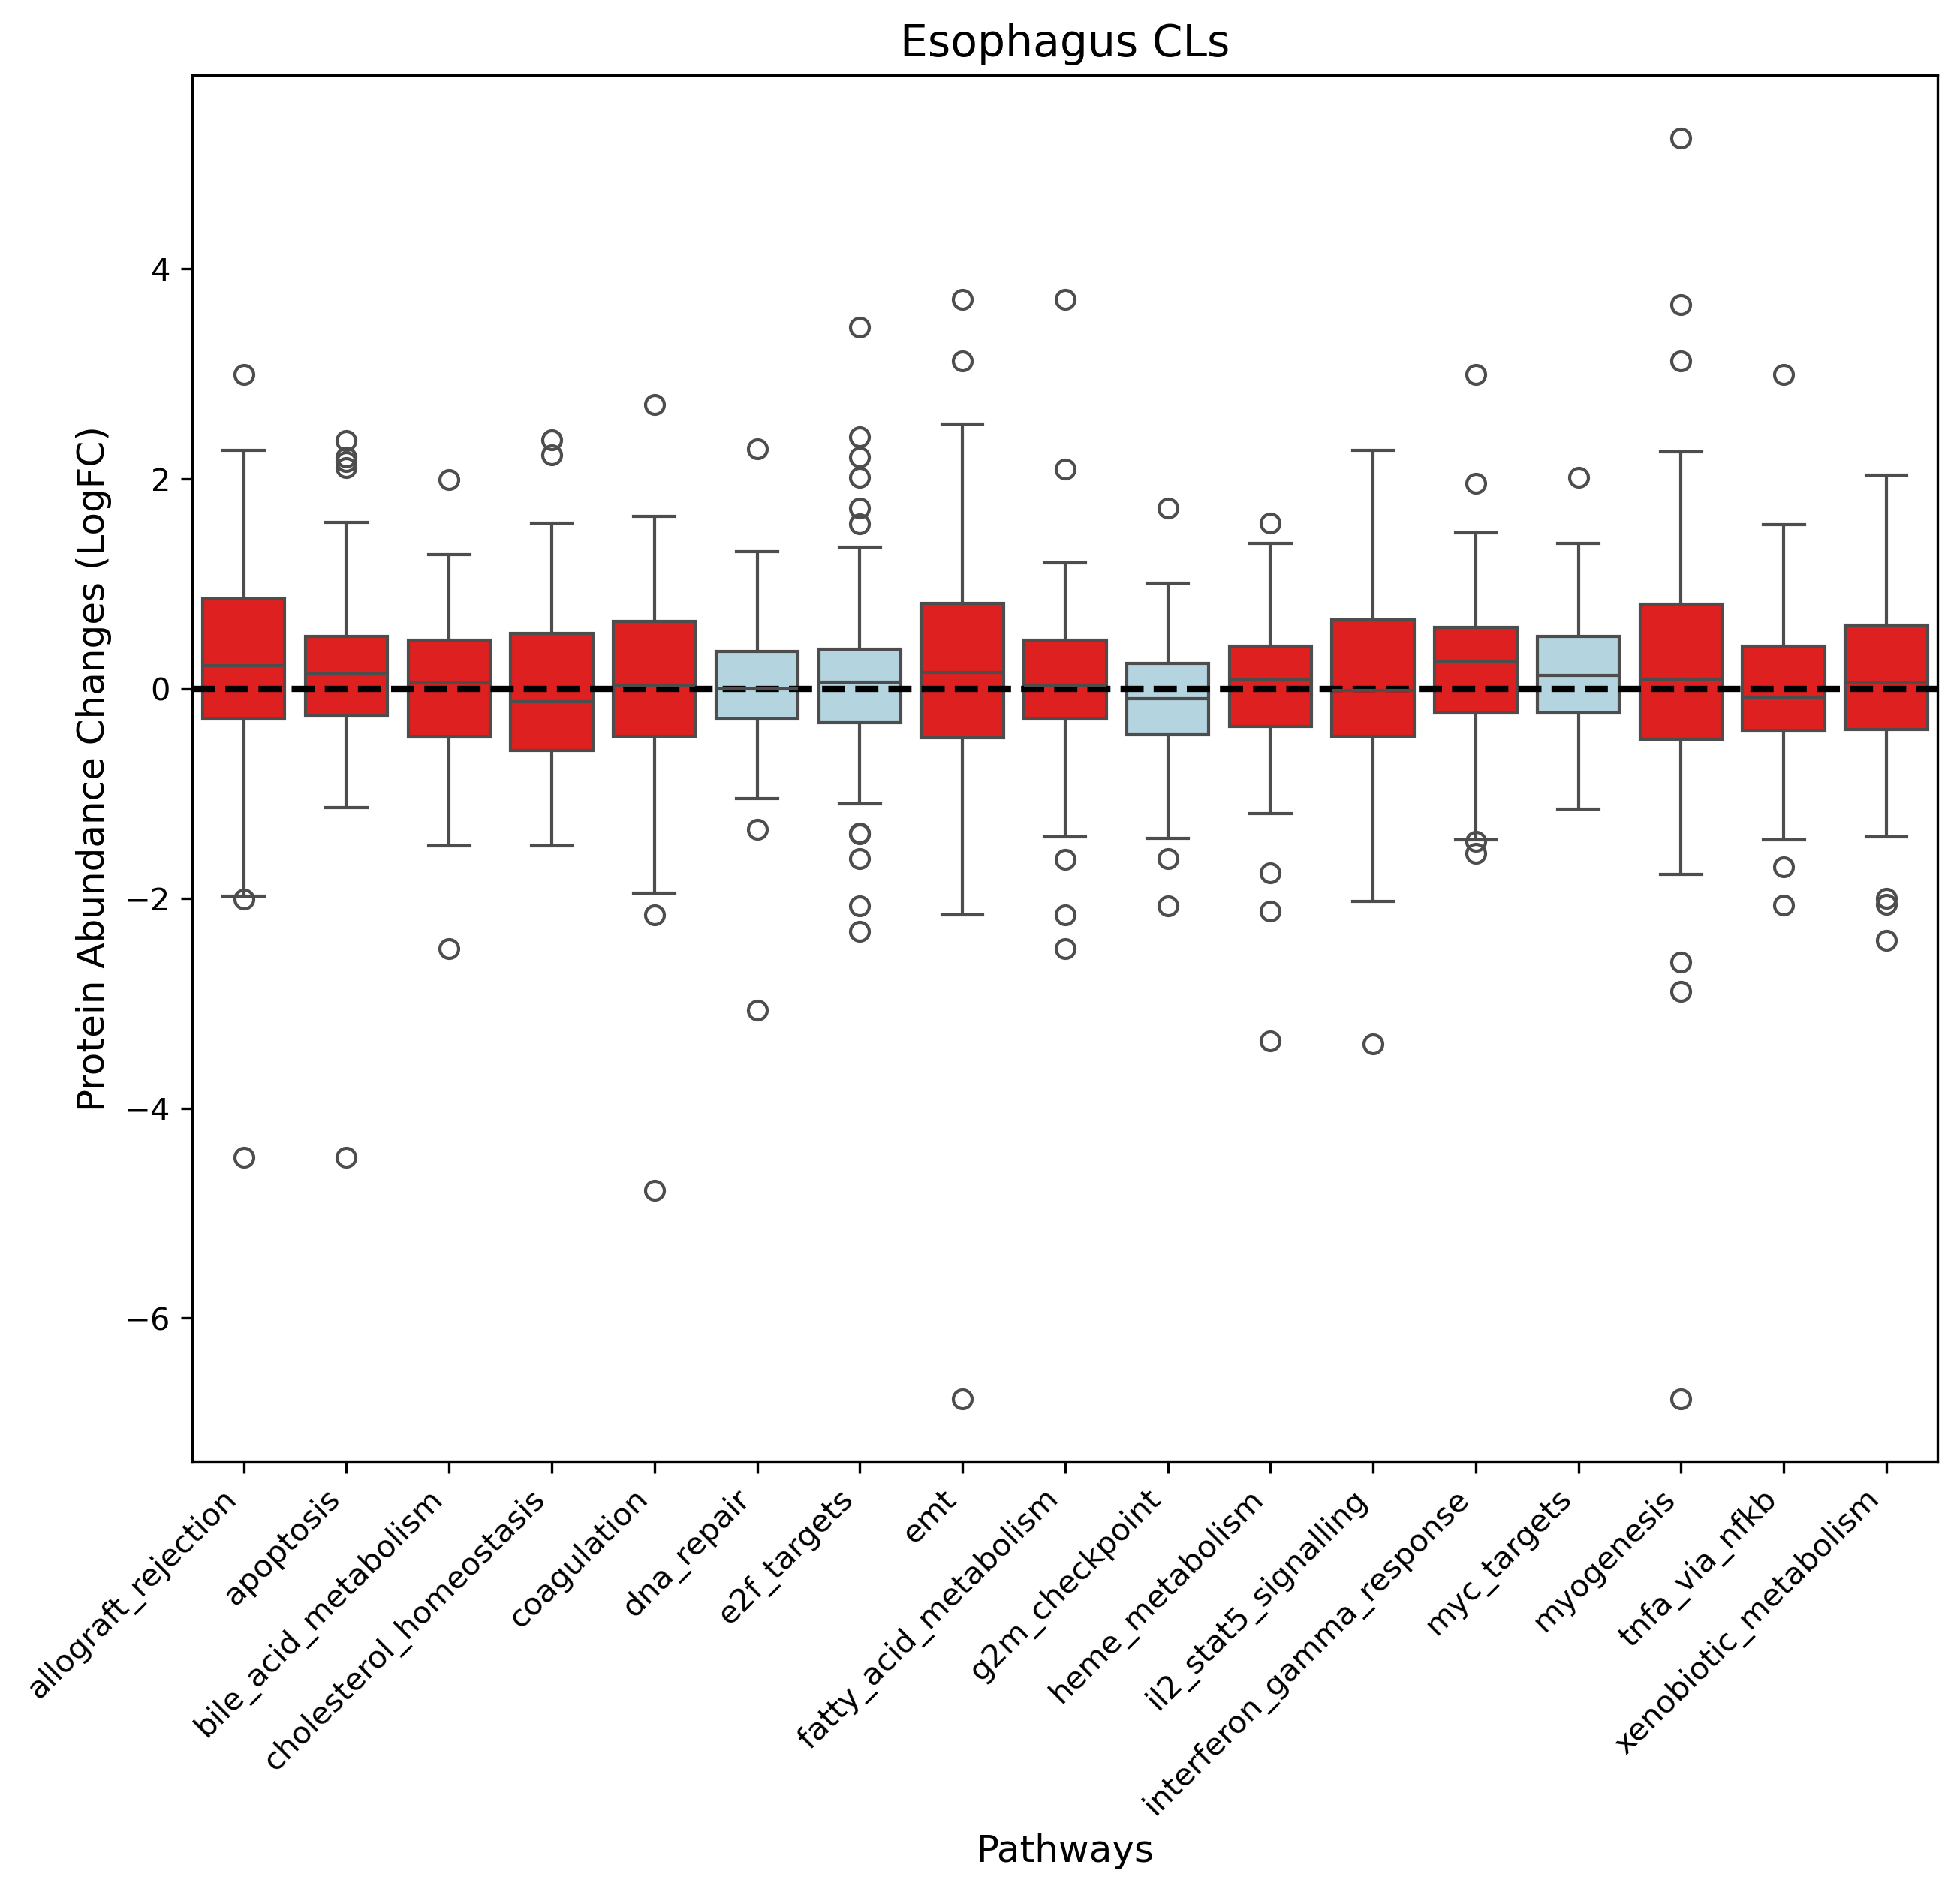 Esophagus CLs
Protein Abundance Changes (LogFC)
4
2
0
−2
−4
−6
allograft_rejection
apoptosis
bile_acid_metabolism
cholesterol_homeostasis
coagulation
dna_repair
e2f_targets
emt
fatty_acid_metabolism
g2m_checkpoint
heme_metabolism
il2_stat5_signalling
interferon_gamma_response
myc_targets
myogenesis
tnfa_via_nfkb
xenobiotic_metabolism
Pathways